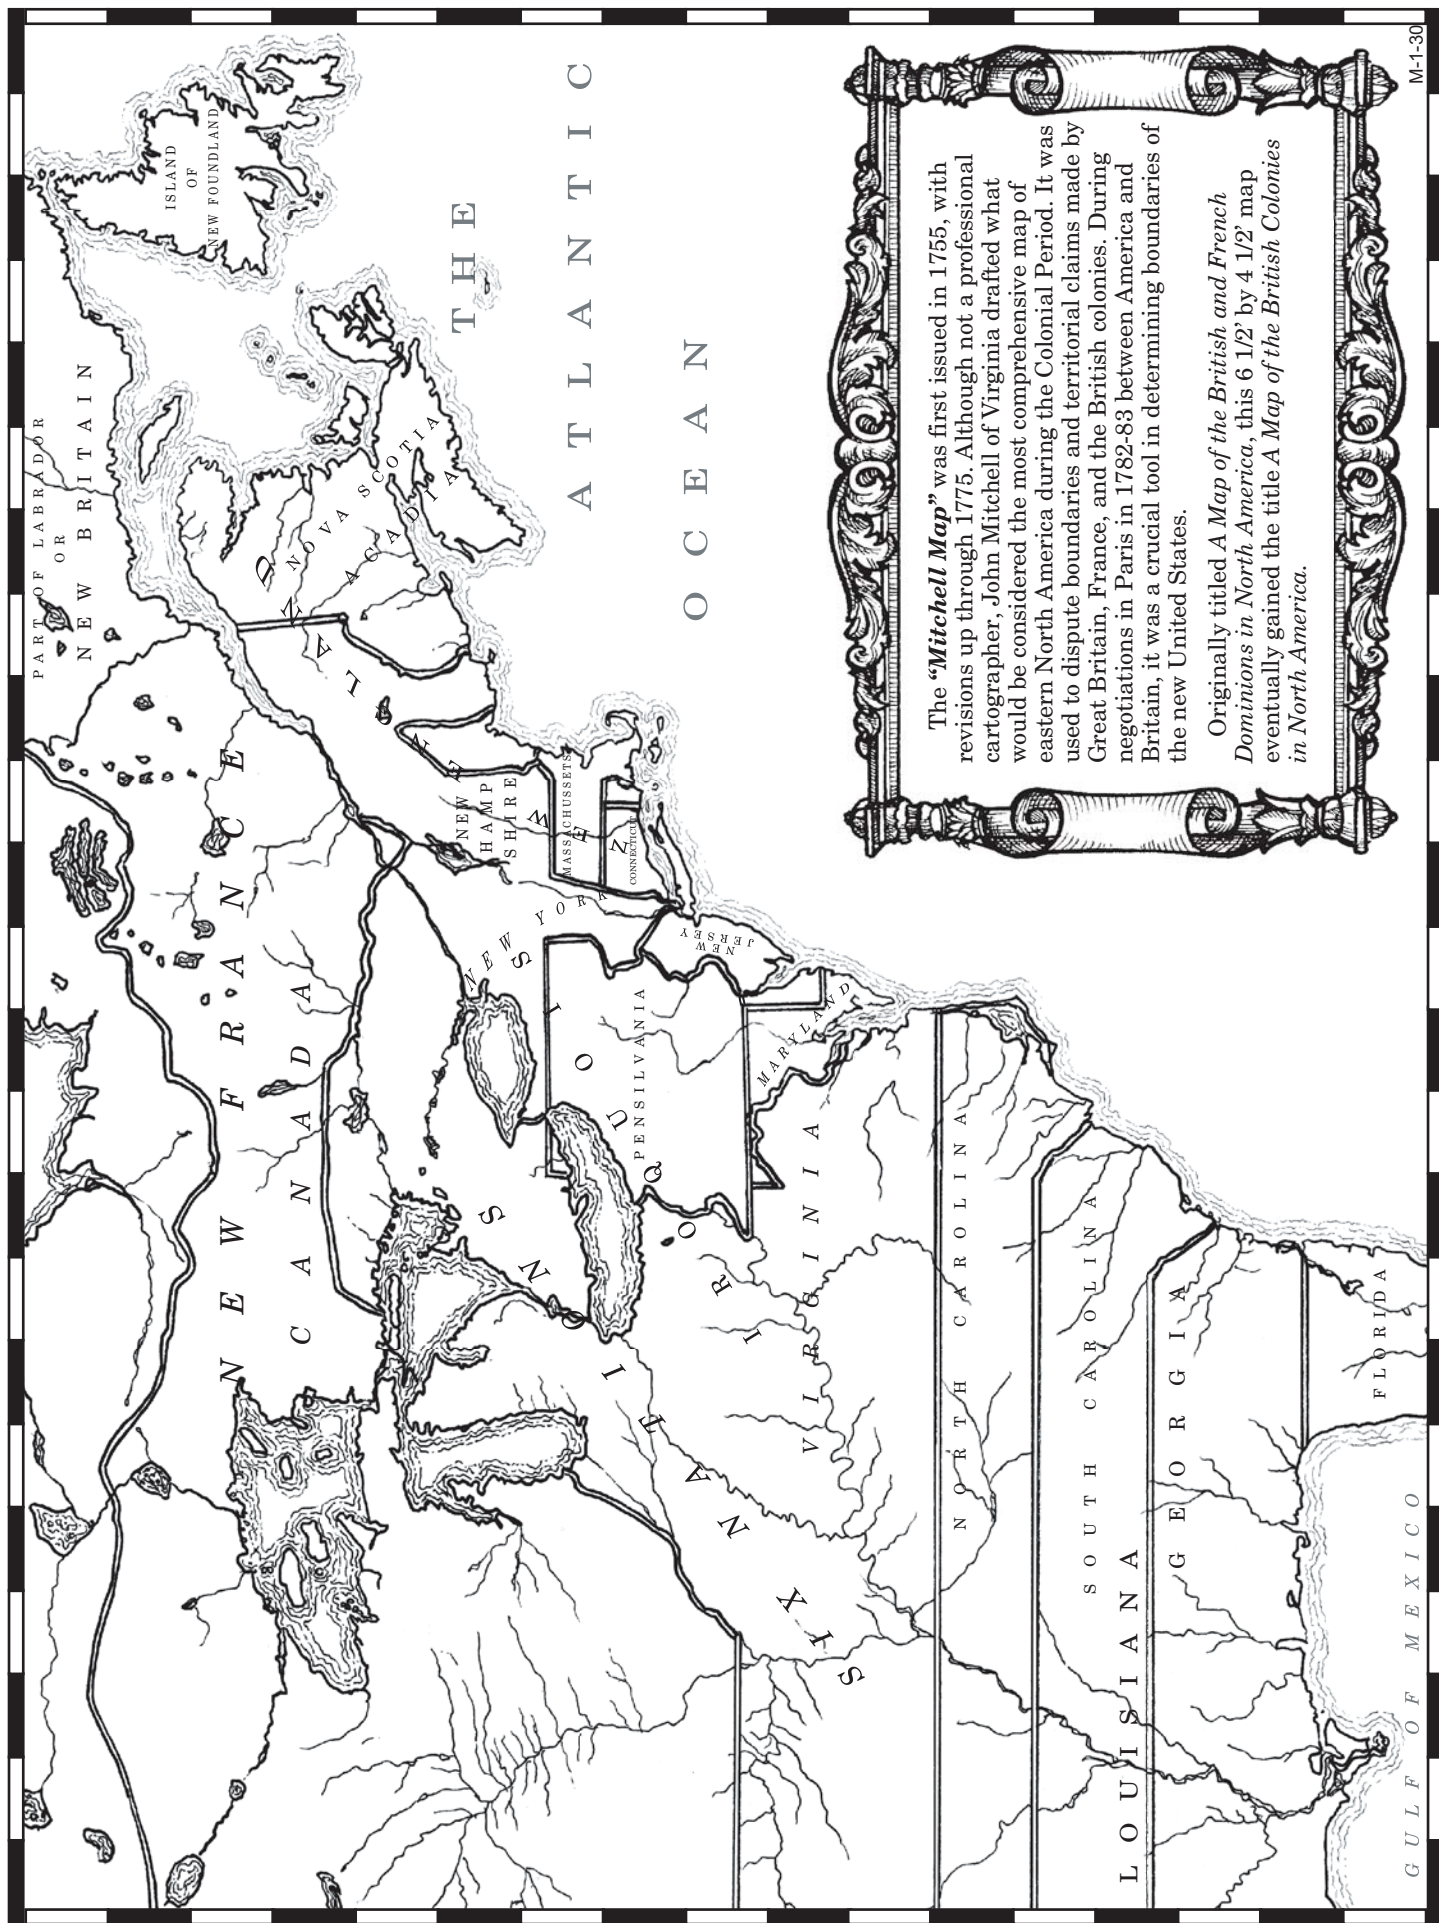 PART OF LABRADOR
OR
NEW BRITAIN
ISLAND
OF
NEW FOUNDLAND
NEW FRANCE
CANADA
NOVA SCOTIA
ACADIA
NEW ENGLAND
NEW
HAMP
SHIRE
MASSACHUSSETS
CONNECTICUT
NEW YORK
NEW
JERSEY
PENSILVANIA
MARYLAND
SIX NATIONS
OR IROQUOIS
VIRGINIA
NORTH CAROLINA
SOUTH CAROLINA
LOUISIANA
GEORGIA
FLORIDA
GULF OF MEXICO
THE
ATLANTIC
OCEAN
The “Mitchell Map” was first issued in 1755, with
revisions up through 1775. Although not a professional
cartographer, John Mitchell of Virginia drafted what
would be considered the most comprehensive map of
eastern North America during the Colonial Period. It was
used to dispute boundaries and territorial claims made by
Great Britain, France, and the British colonies. During
negotiations in Paris in 1782-83 between America and
Britain, it was a crucial tool in determining boundaries of
the new United States.
Originally titled A Map of the British and French
Dominions in North America, this 6 1/2’ by 4 1/2’ map
eventually gained the title A Map of the British Colonies
in North America.
M-1-30